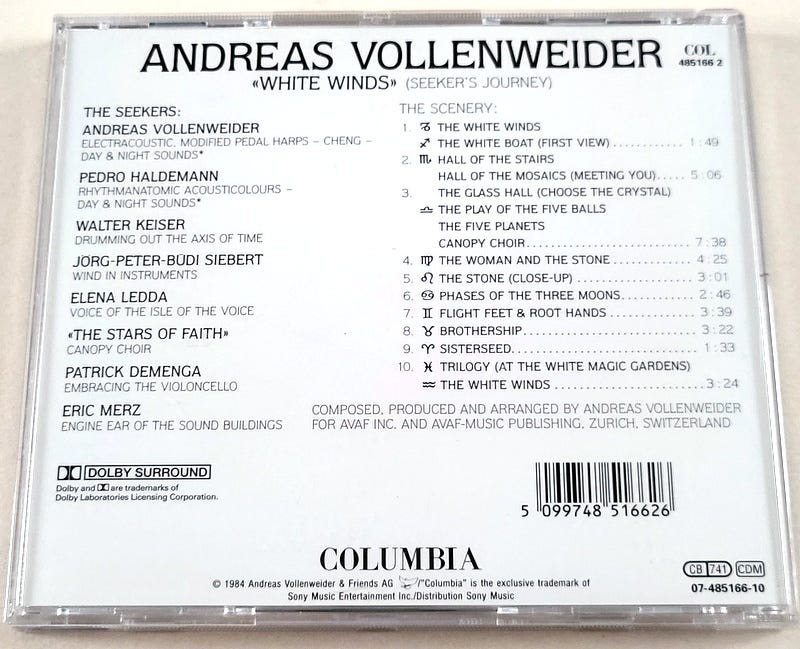 ANDREAS VOLLENWEIDER
COL
485166 2
«WHITE WINDS» (SEEKER'S JOURNEY)
THE SEEKERS:
ANDREAS VOLLENWEIDER
ELECTRACOUSTIC, MODIFIED PEDAL HARPS – CHENG –
DAY & NIGHT SOUNDS*
PEDRO HALDEMANN
RHYTHMANATOMIC ACOUSTICOLOURS –
DAY & NIGHT SOUNDS*
WALTER KEISER
DRUMMING OUT THE AXIS OF TIME
JÖRG-PETER-BÜDI SIEBERT
WIND IN INSTRUMENTS
ELENA LEDDA
VOICE OF THE ISLE OF THE VOICE
«THE STARS OF FAITH»
CANOPY CHOIR
PATRICK DEMENGA
EMBRACING THE VIOLONCELLO
ERIC MERZ
ENGINE EAR OF THE SOUND BUILDINGS
THE SCENERY:
1. ♑ THE WHITE WINDS
♐ THE WHITE BOAT (FIRST VIEW) ............ 1:49
2. ♏ HALL OF THE STAIRS
HALL OF THE MOSAICS (MEETING YOU)..... 5:06
3. THE GLASS HALL (CHOOSE THE CRYSTAL)
♎ THE PLAY OF THE FIVE BALLS
THE FIVE PLANETS
CANOPY CHOIR.......................... 7:38
4. ♍ THE WOMAN AND THE STONE ............. 4:25
5. ♌ THE STONE (CLOSE-UP) ................. 3:01
6. ♋ PHASES OF THE THREE MOONS............ 2:46
7. ♊ FLIGHT FEET & ROOT HANDS ............ 3:39
8. ♉ BROTHERSHIP.......................... 3:22
9. ♈ SISTERSEED........................... 1:33
10. ♓ TRILOGY (AT THE WHITE MAGIC GARDENS)
♒ THE WHITE WINDS ...................... 3:24
COMPOSED, PRODUCED AND ARRANGED BY ANDREAS VOLLENWEIDER
FOR AVAF INC. AND AVAF-MUSIC PUBLISHING, ZURICH, SWITZERLAND
DOLBY SURROUND
Dolby and DD are trademarks of
Dolby Laboratories Licensing Corporation.
5 099748 516626
COLUMBIA
© 1984 Andreas Vollenweider & Friends AG /"Columbia" is the exclusive trademark of
Sony Music Entertainment Inc./Distribution Sony Music
CB 741 CDM
07-485166-10